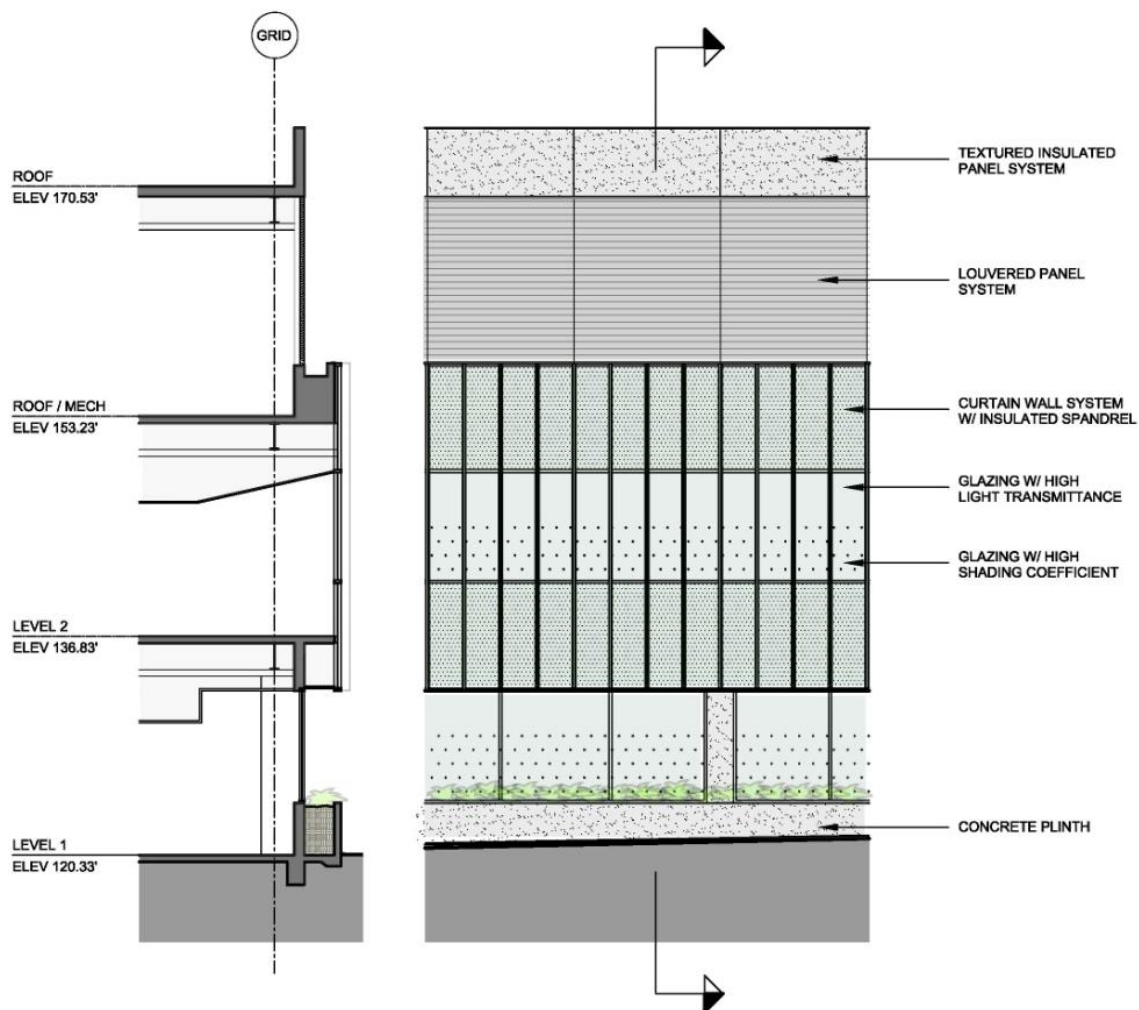 GRID
ROOF
ELEV 170.53'
ROOF / MECH
ELEV 153.23'
LEVEL 2
ELEV 136.83'
LEVEL 1
ELEV 120.33'
TEXTURED INSULATED
PANEL SYSTEM
LOUVERED PANEL
SYSTEM
CURTAIN WALL SYSTEM
W/ INSULATED SPANDREL
GLAZING W/ HIGH
LIGHT TRANSMITTANCE
GLAZING W/ HIGH
SHADING COEFFICIENT
CONCRETE PLINTH